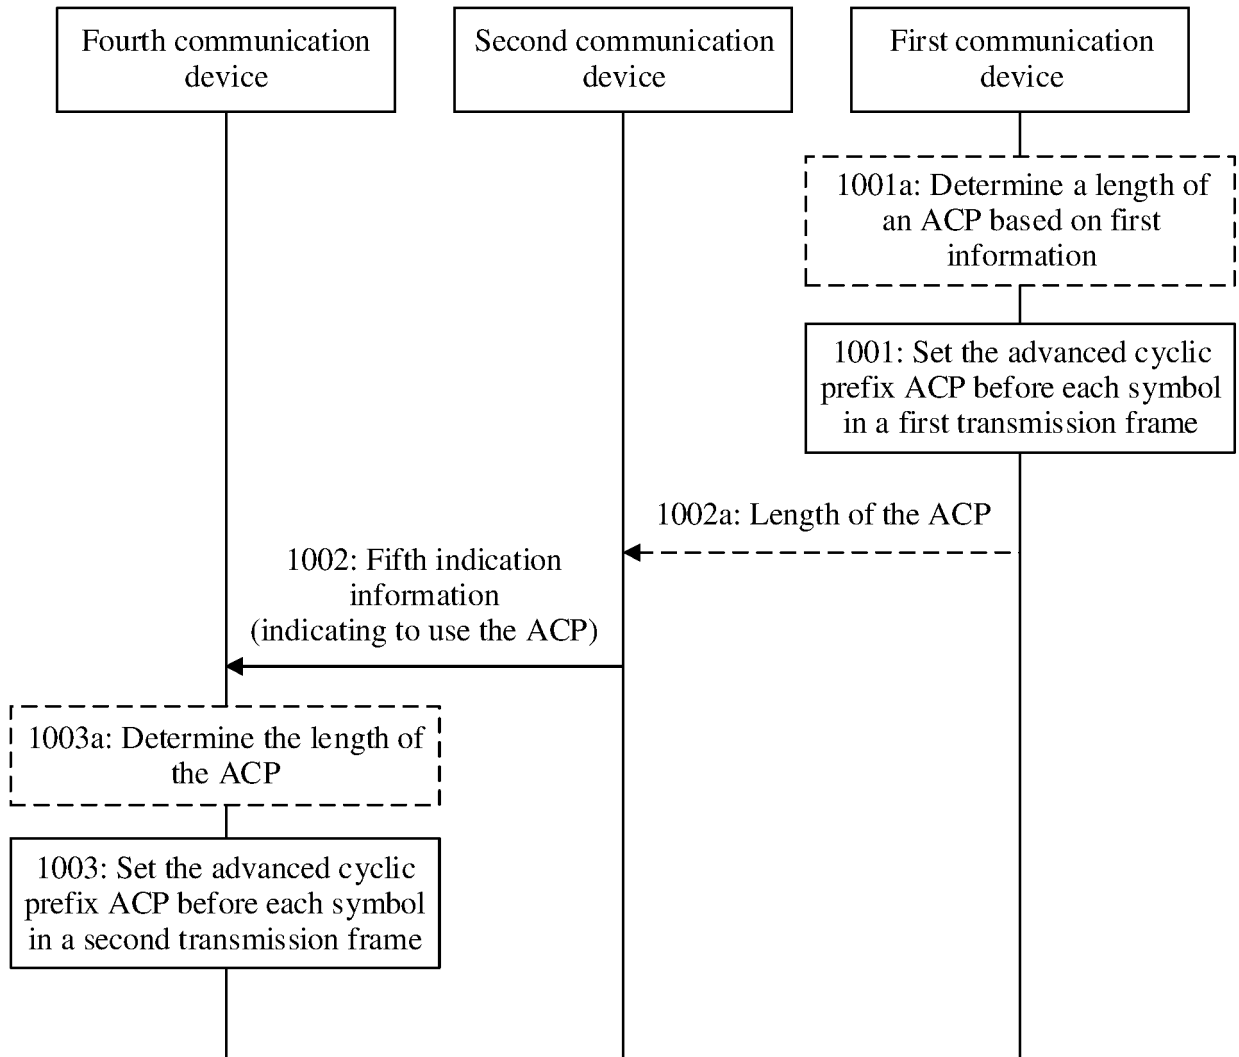 Fourth communication
device
Second communication
device
First communication
device
1001a: Determine a length of
an ACP based on first
information
1001: Set the advanced cyclic
prefix ACP before each symbol
in a first transmission frame
1002a: Length of the ACP
1002: Fifth indication
information
(indicating to use the ACP)
1003a: Determine the length of
the ACP
1003: Set the advanced cyclic
prefix ACP before each symbol
in a second transmission frame